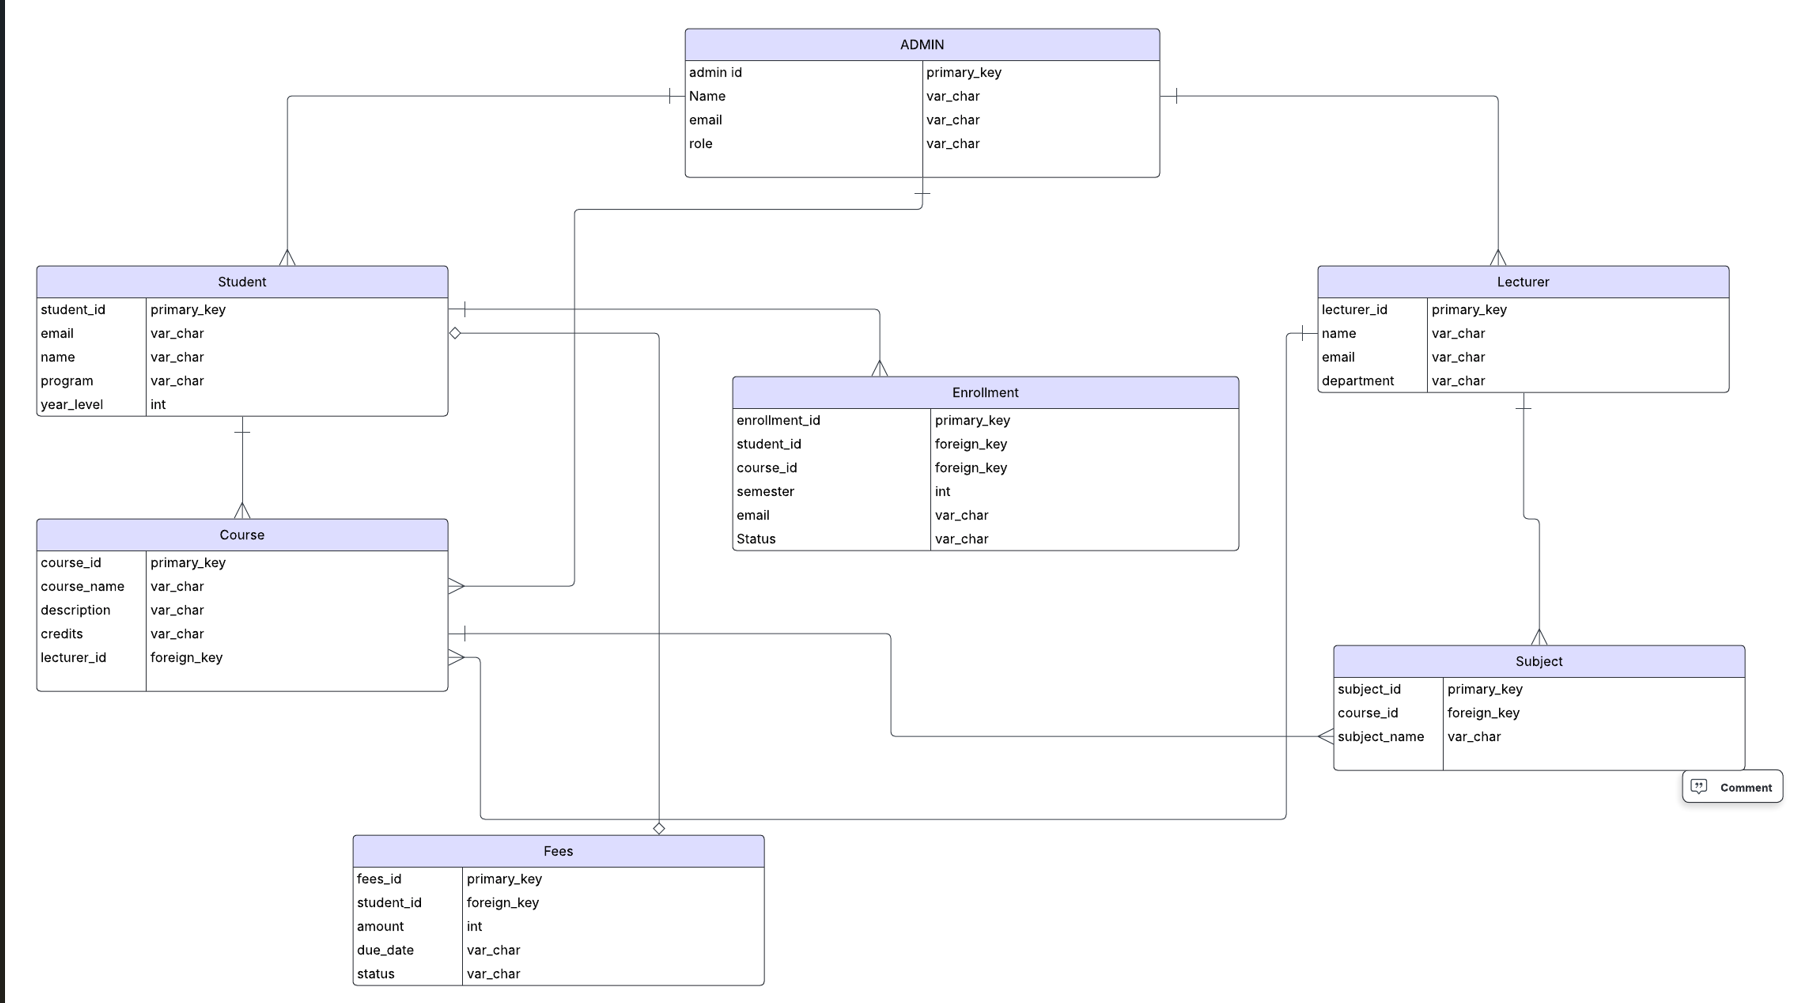 ADMIN
admin id primary_key
Name var_char
email var_char
role var_char
Student
student_id primary_key
email var_char
name var_char
program var_char
year_level int
Lecturer
lecturer_id primary_key
name var_char
email var_char
department var_char
Enrollment
enrollment_id primary_key
student_id foreign_key
course_id foreign_key
semester int
email var_char
Status var_char
Course
course_id primary_key
course_name var_char
description var_char
credits var_char
lecturer_id foreign_key
Subject
subject_id primary_key
course_id foreign_key
subject_name var_char
Comment
Fees
fees_id primary_key
student_id foreign_key
amount int
due_date var_char
status var_char